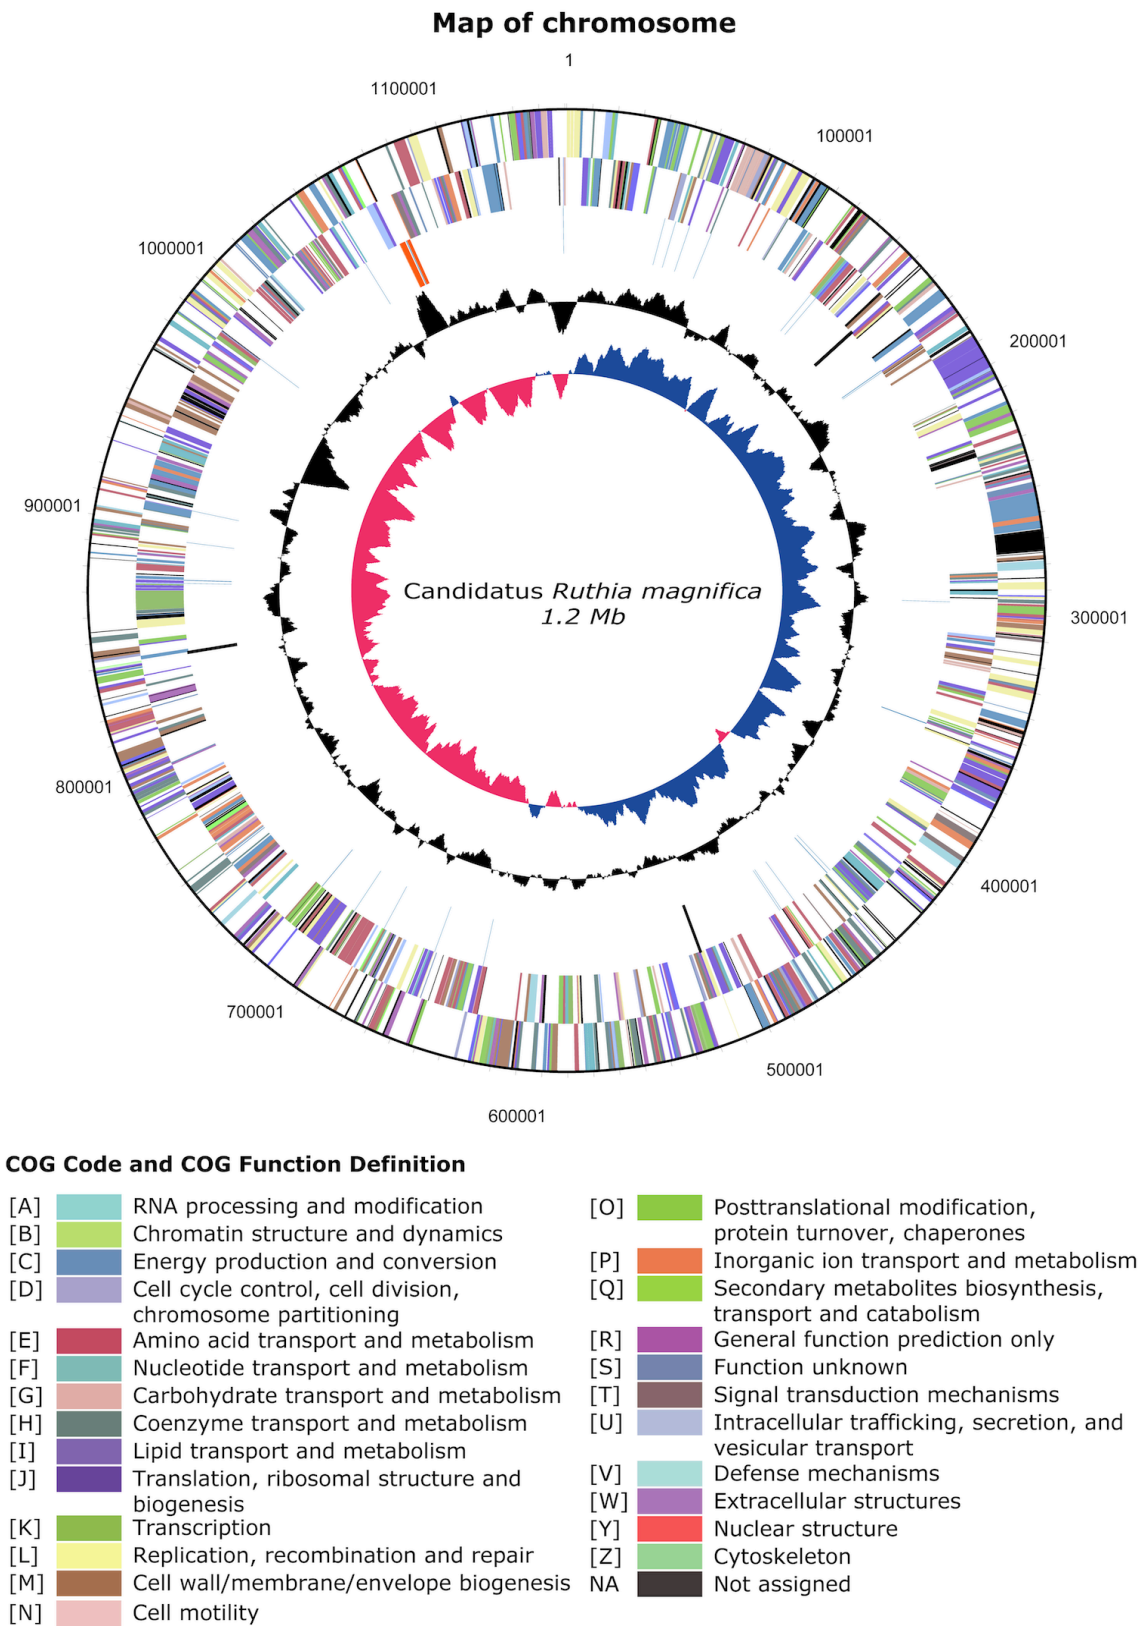 Map of chromosome
1
100001
200001
300001
400001
500001
600001
700001
800001
900001
1000001
1100001
Candidatus Ruthia magnifica
1.2 Mb
COG Code and COG Function Definition
[A] RNA processing and modification
[B] Chromatin structure and dynamics
[C] Energy production and conversion
[D] Cell cycle control, cell division,
chromosome partitioning
[E] Amino acid transport and metabolism
[F] Nucleotide transport and metabolism
[G] Carbohydrate transport and metabolism
[H] Coenzyme transport and metabolism
[I] Lipid transport and metabolism
[J] Translation, ribosomal structure and
biogenesis
[K] Transcription
[L] Replication, recombination and repair
[M] Cell wall/membrane/envelope biogenesis
[N] Cell motility
[O] Posttranslational modification,
protein turnover, chaperones
[P] Inorganic ion transport and metabolism
[Q] Secondary metabolites biosynthesis,
transport and catabolism
[R] General function prediction only
[S] Function unknown
[T] Signal transduction mechanisms
[U] Intracellular trafficking, secretion, and
vesicular transport
[V] Defense mechanisms
[W] Extracellular structures
[Y] Nuclear structure
[Z] Cytoskeleton
NA Not assigned